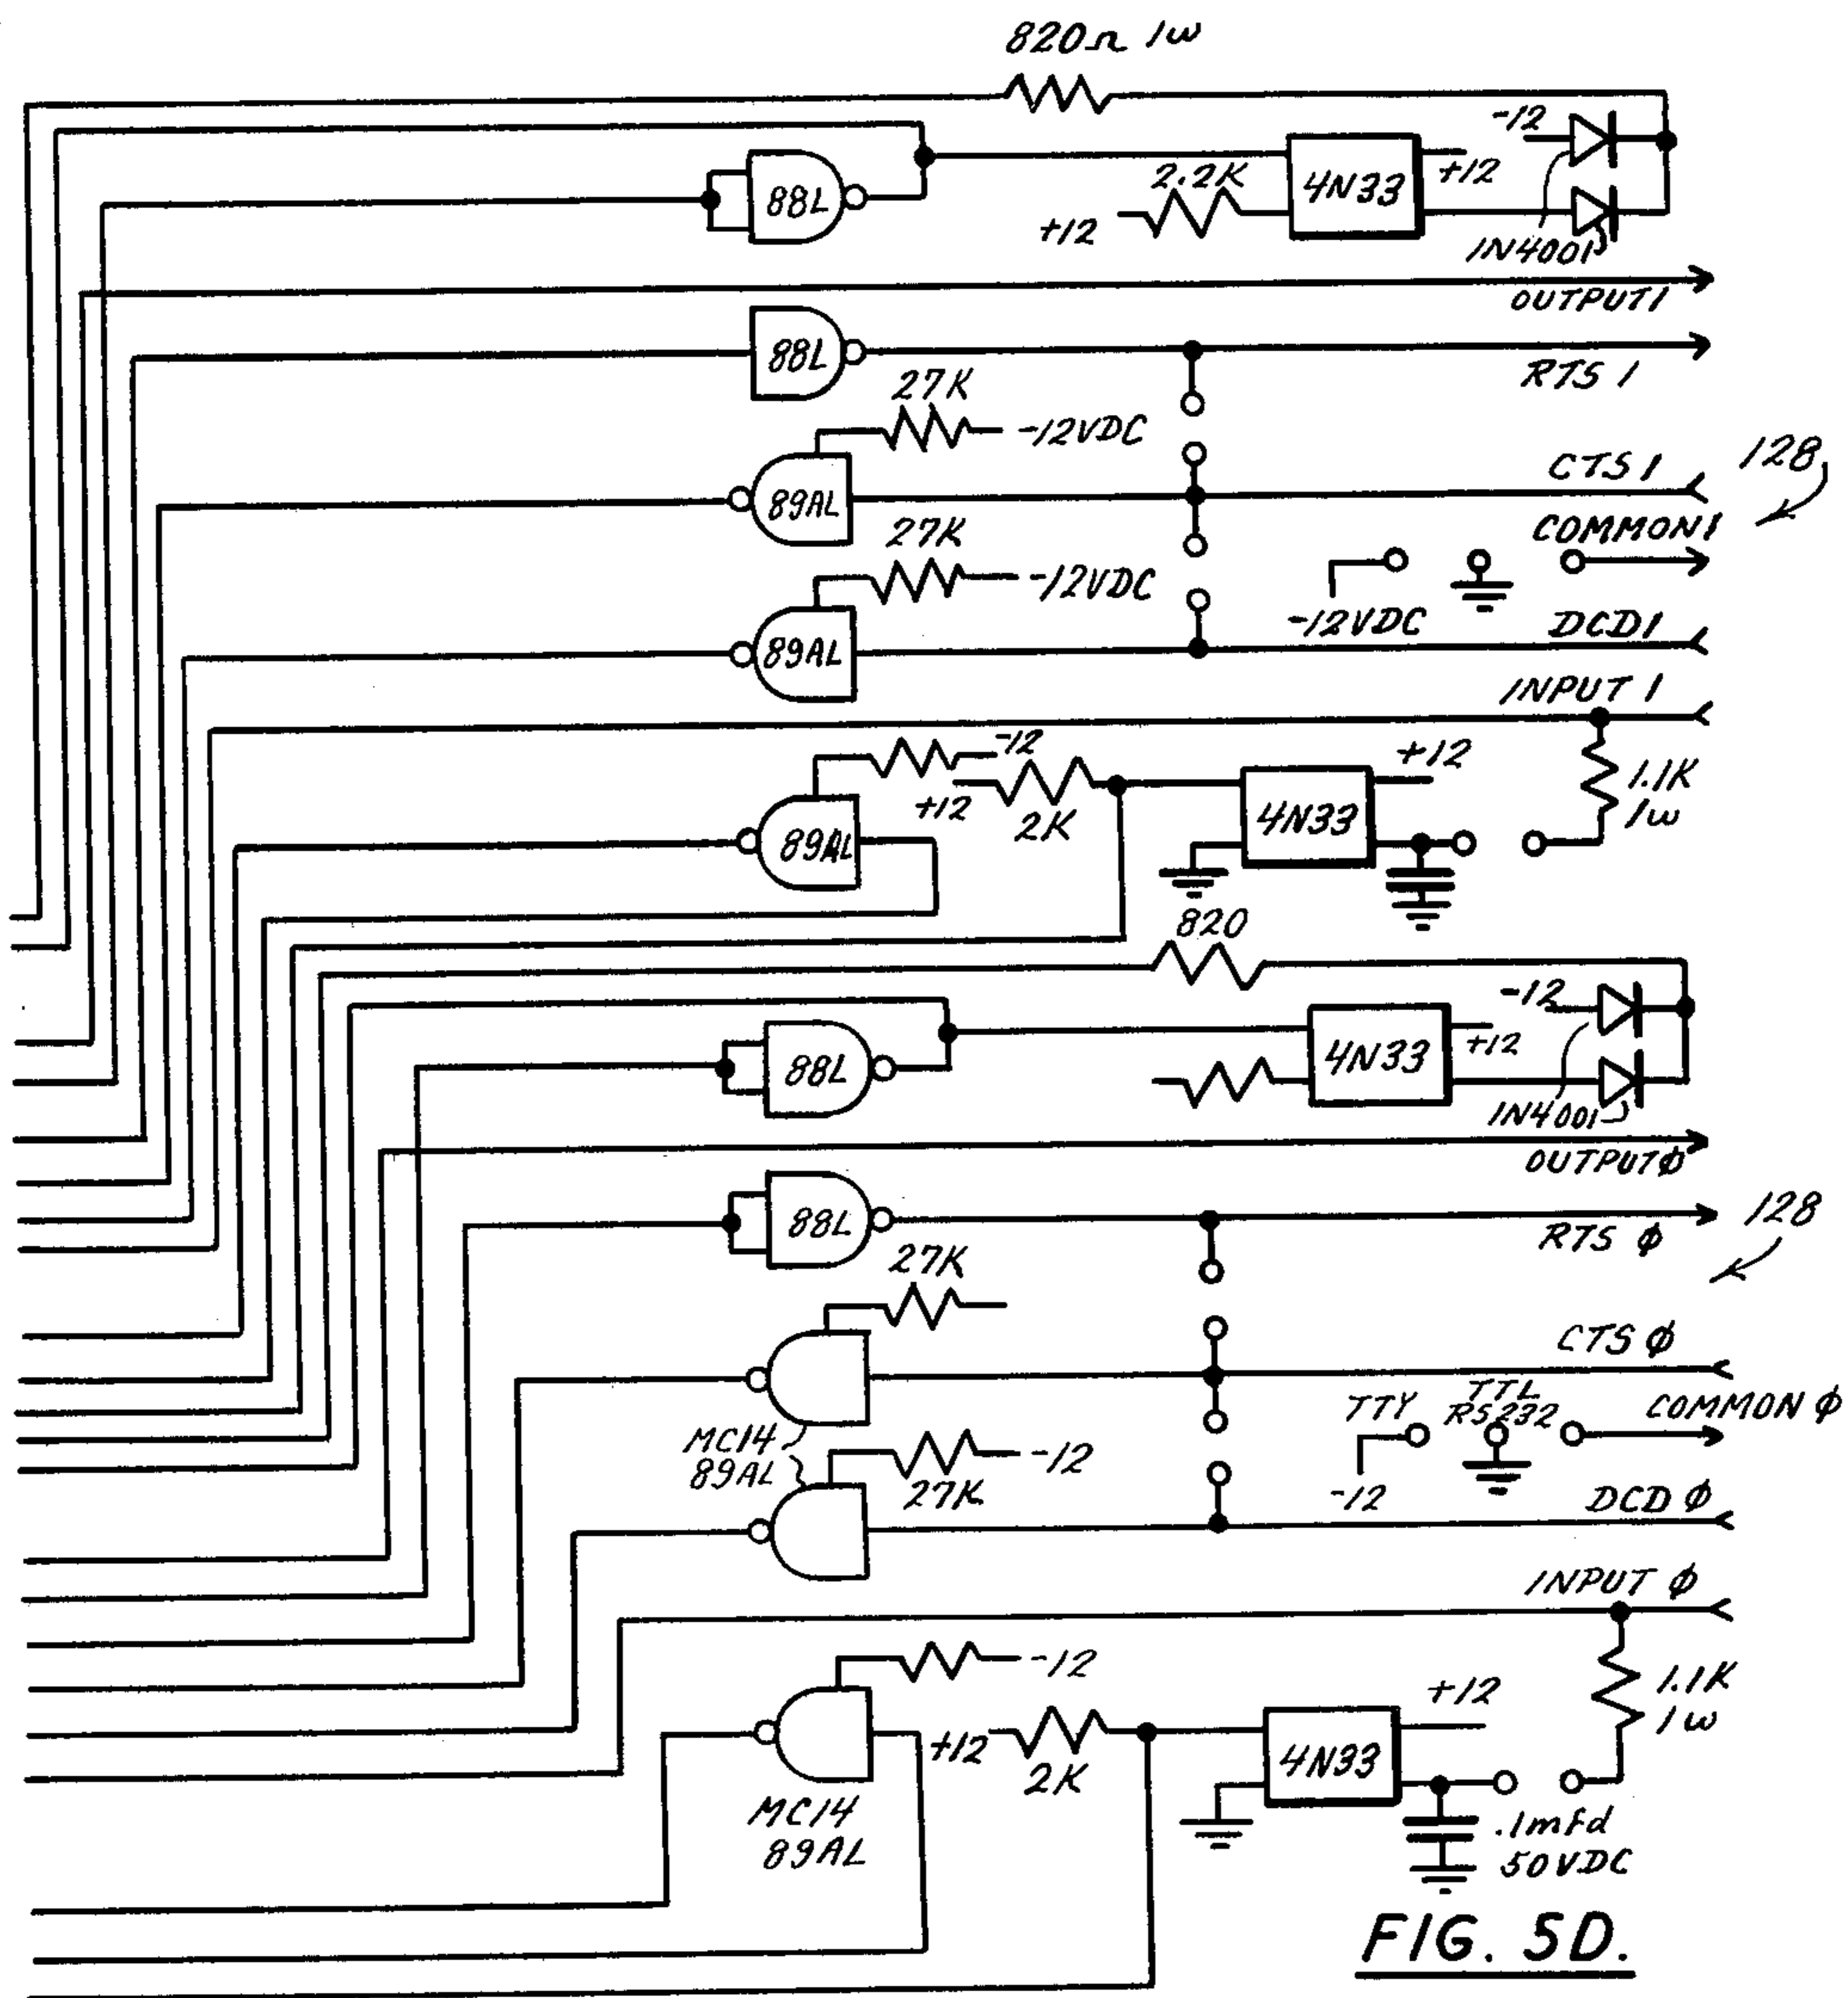 820Ω 1W
-12
+12
2.2K
4N33
88L
+12
1N4001
OUTPUT1
88L
RTS 1
27K
-12VDC
CTS1
128
89AL
27K
COMMON1
-12VDC
-12VDC
DCD1
89AL
INPUT 1
-12
+12
+12
2K
4N33
1.1K
1W
89AL
820
-12
+12
4N33
88L
1N4001
OUTPUTØ
88L
RTS Ø
128
27K
CTS Ø
TTY
TTL
RS232
COMMON Ø
MC14
89AL
-12
27K
-12
DCD Ø
INPUT Ø
-12
+12
1.1K
1W
+12
2K
4N33
MC14
89AL
.1mfd
50VDC
FIG. 5D.